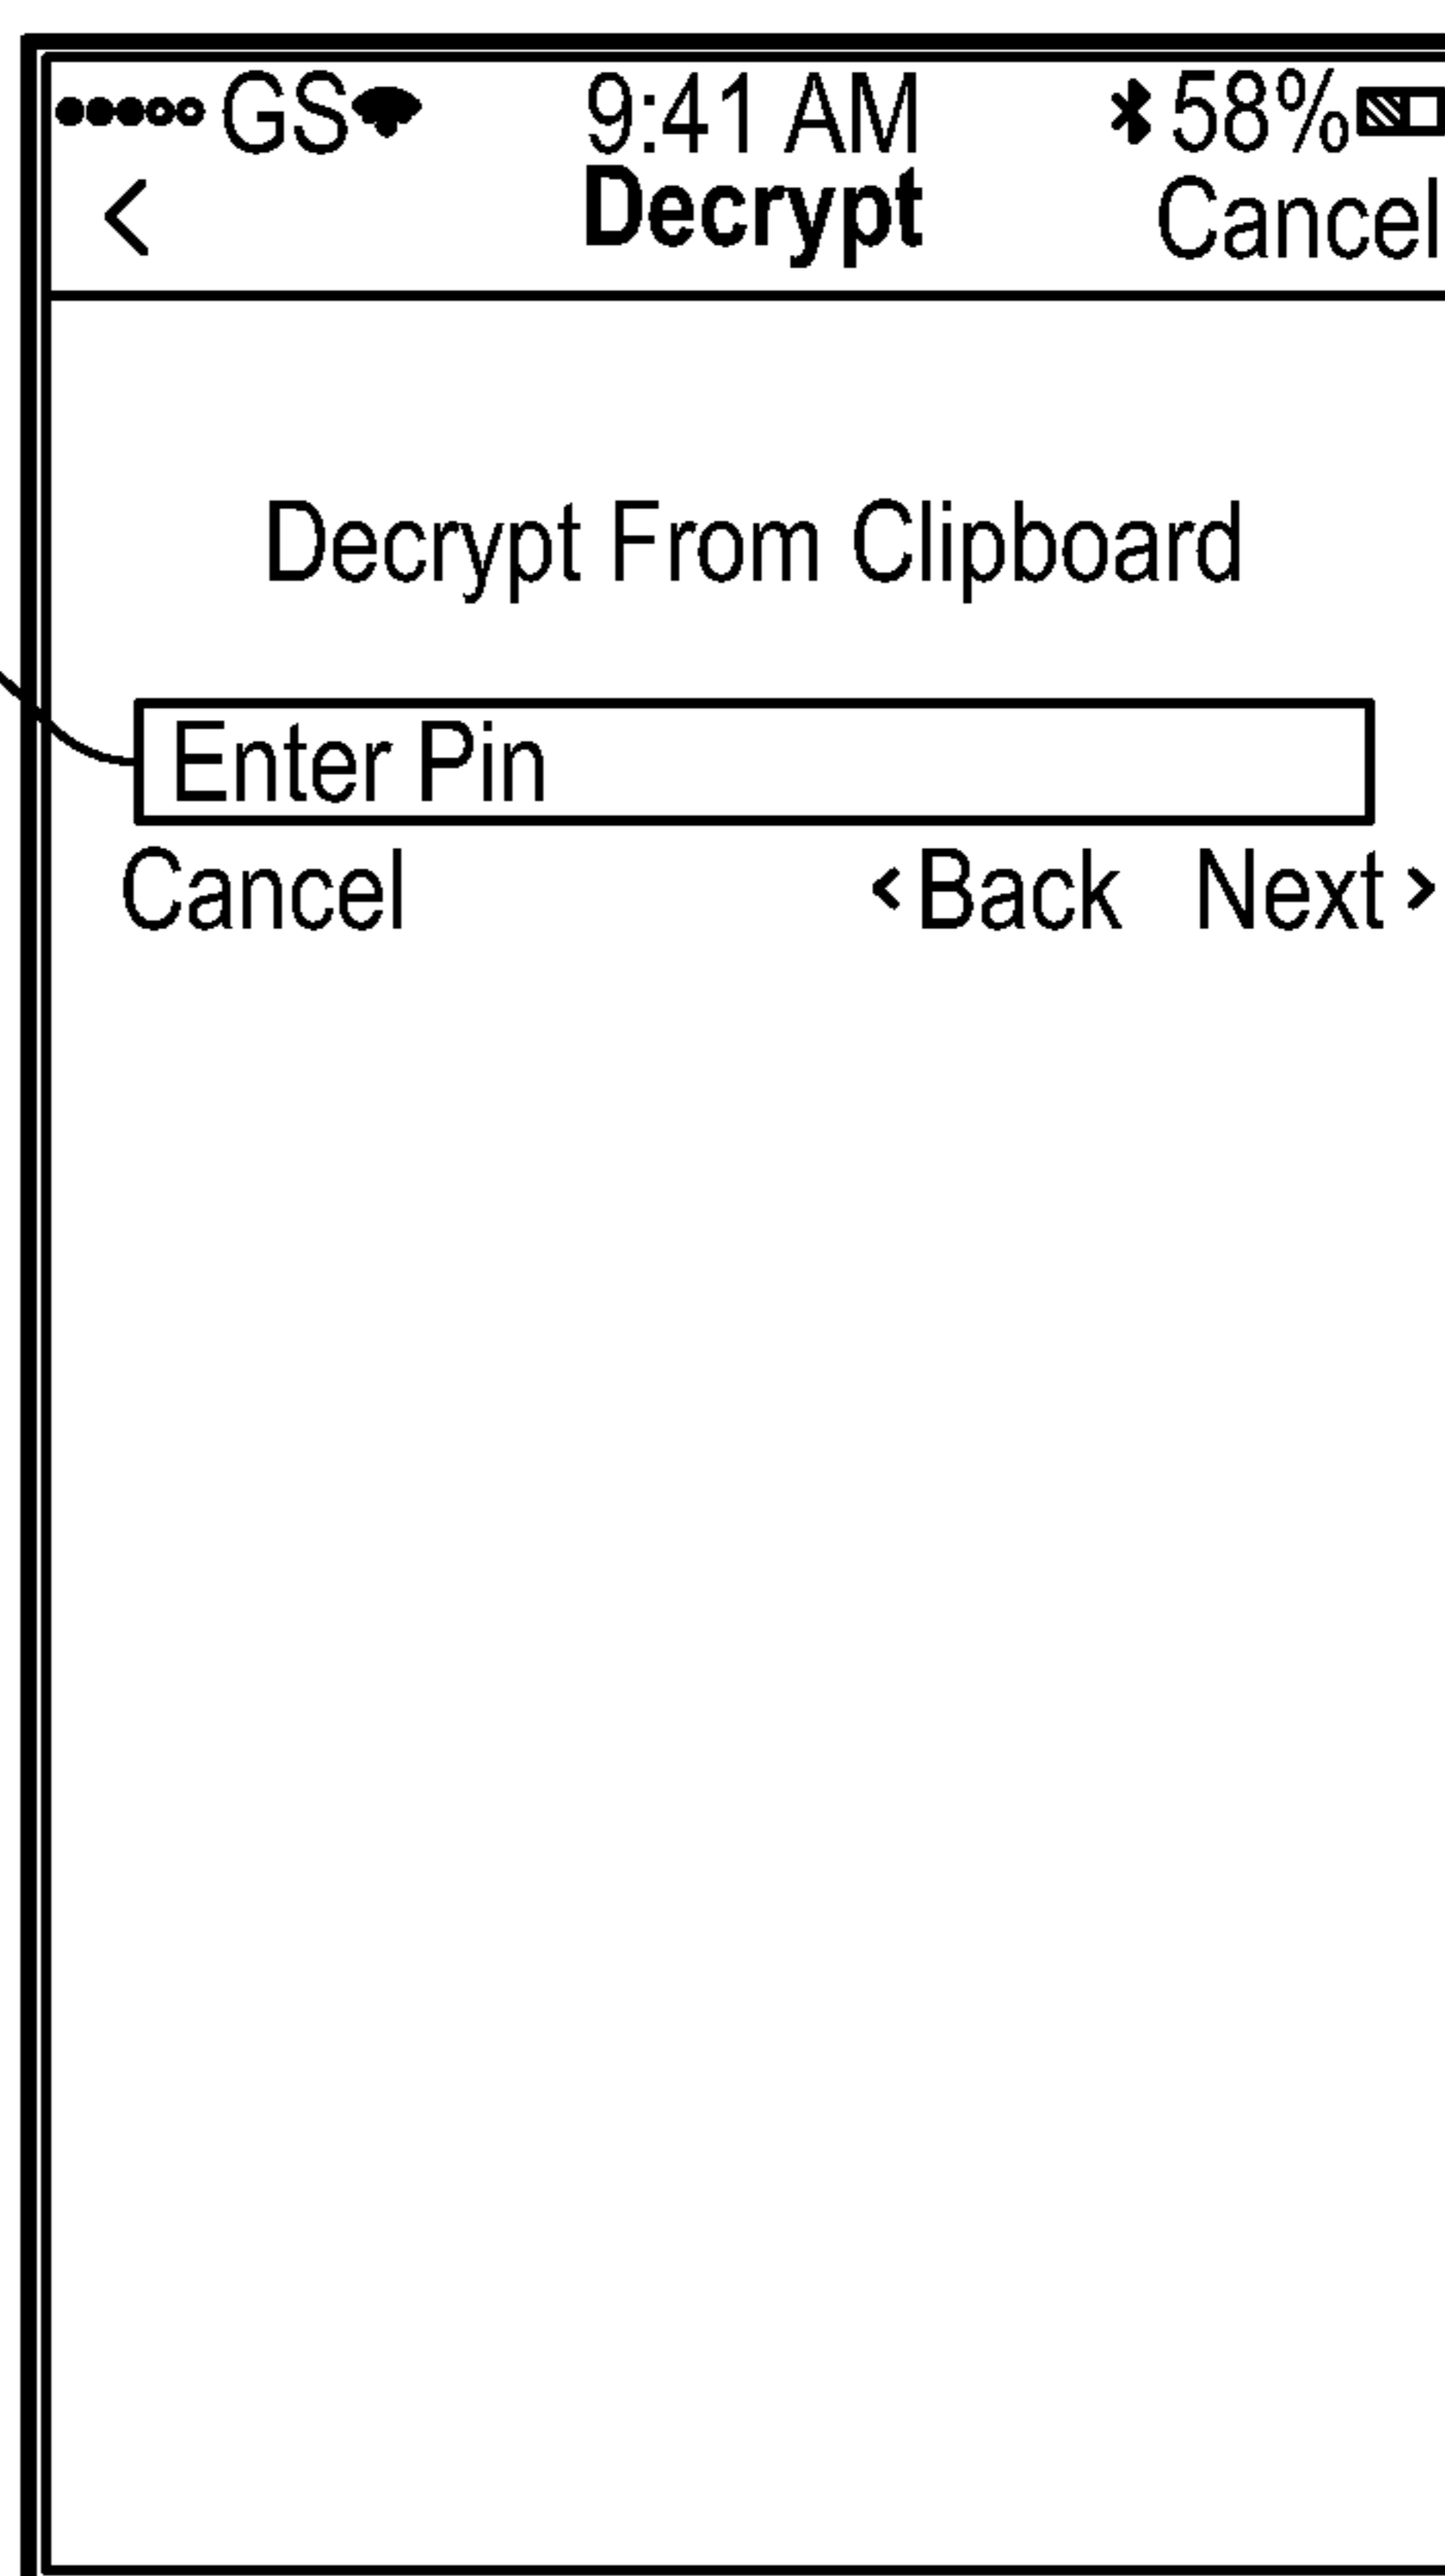 GS 9:41 AM 58%
< Decrypt Cancel
Decrypt From Clipboard
Enter Pin
Cancel <Back Next>